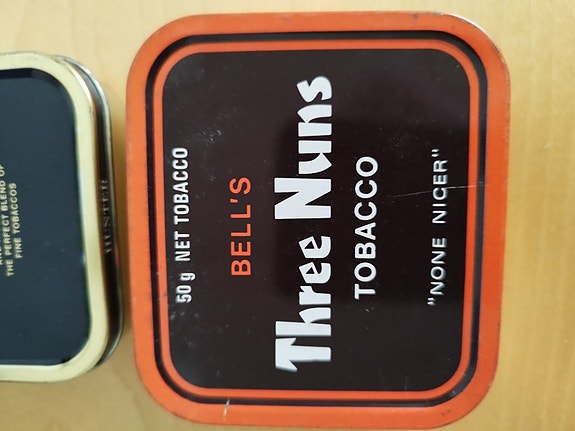 50g NET TOBACCO
BELL'S
Three Nuns
TOBACCO
"NONE NICER"
THE PERFECT BLEND OF
FINE TOBACCOS